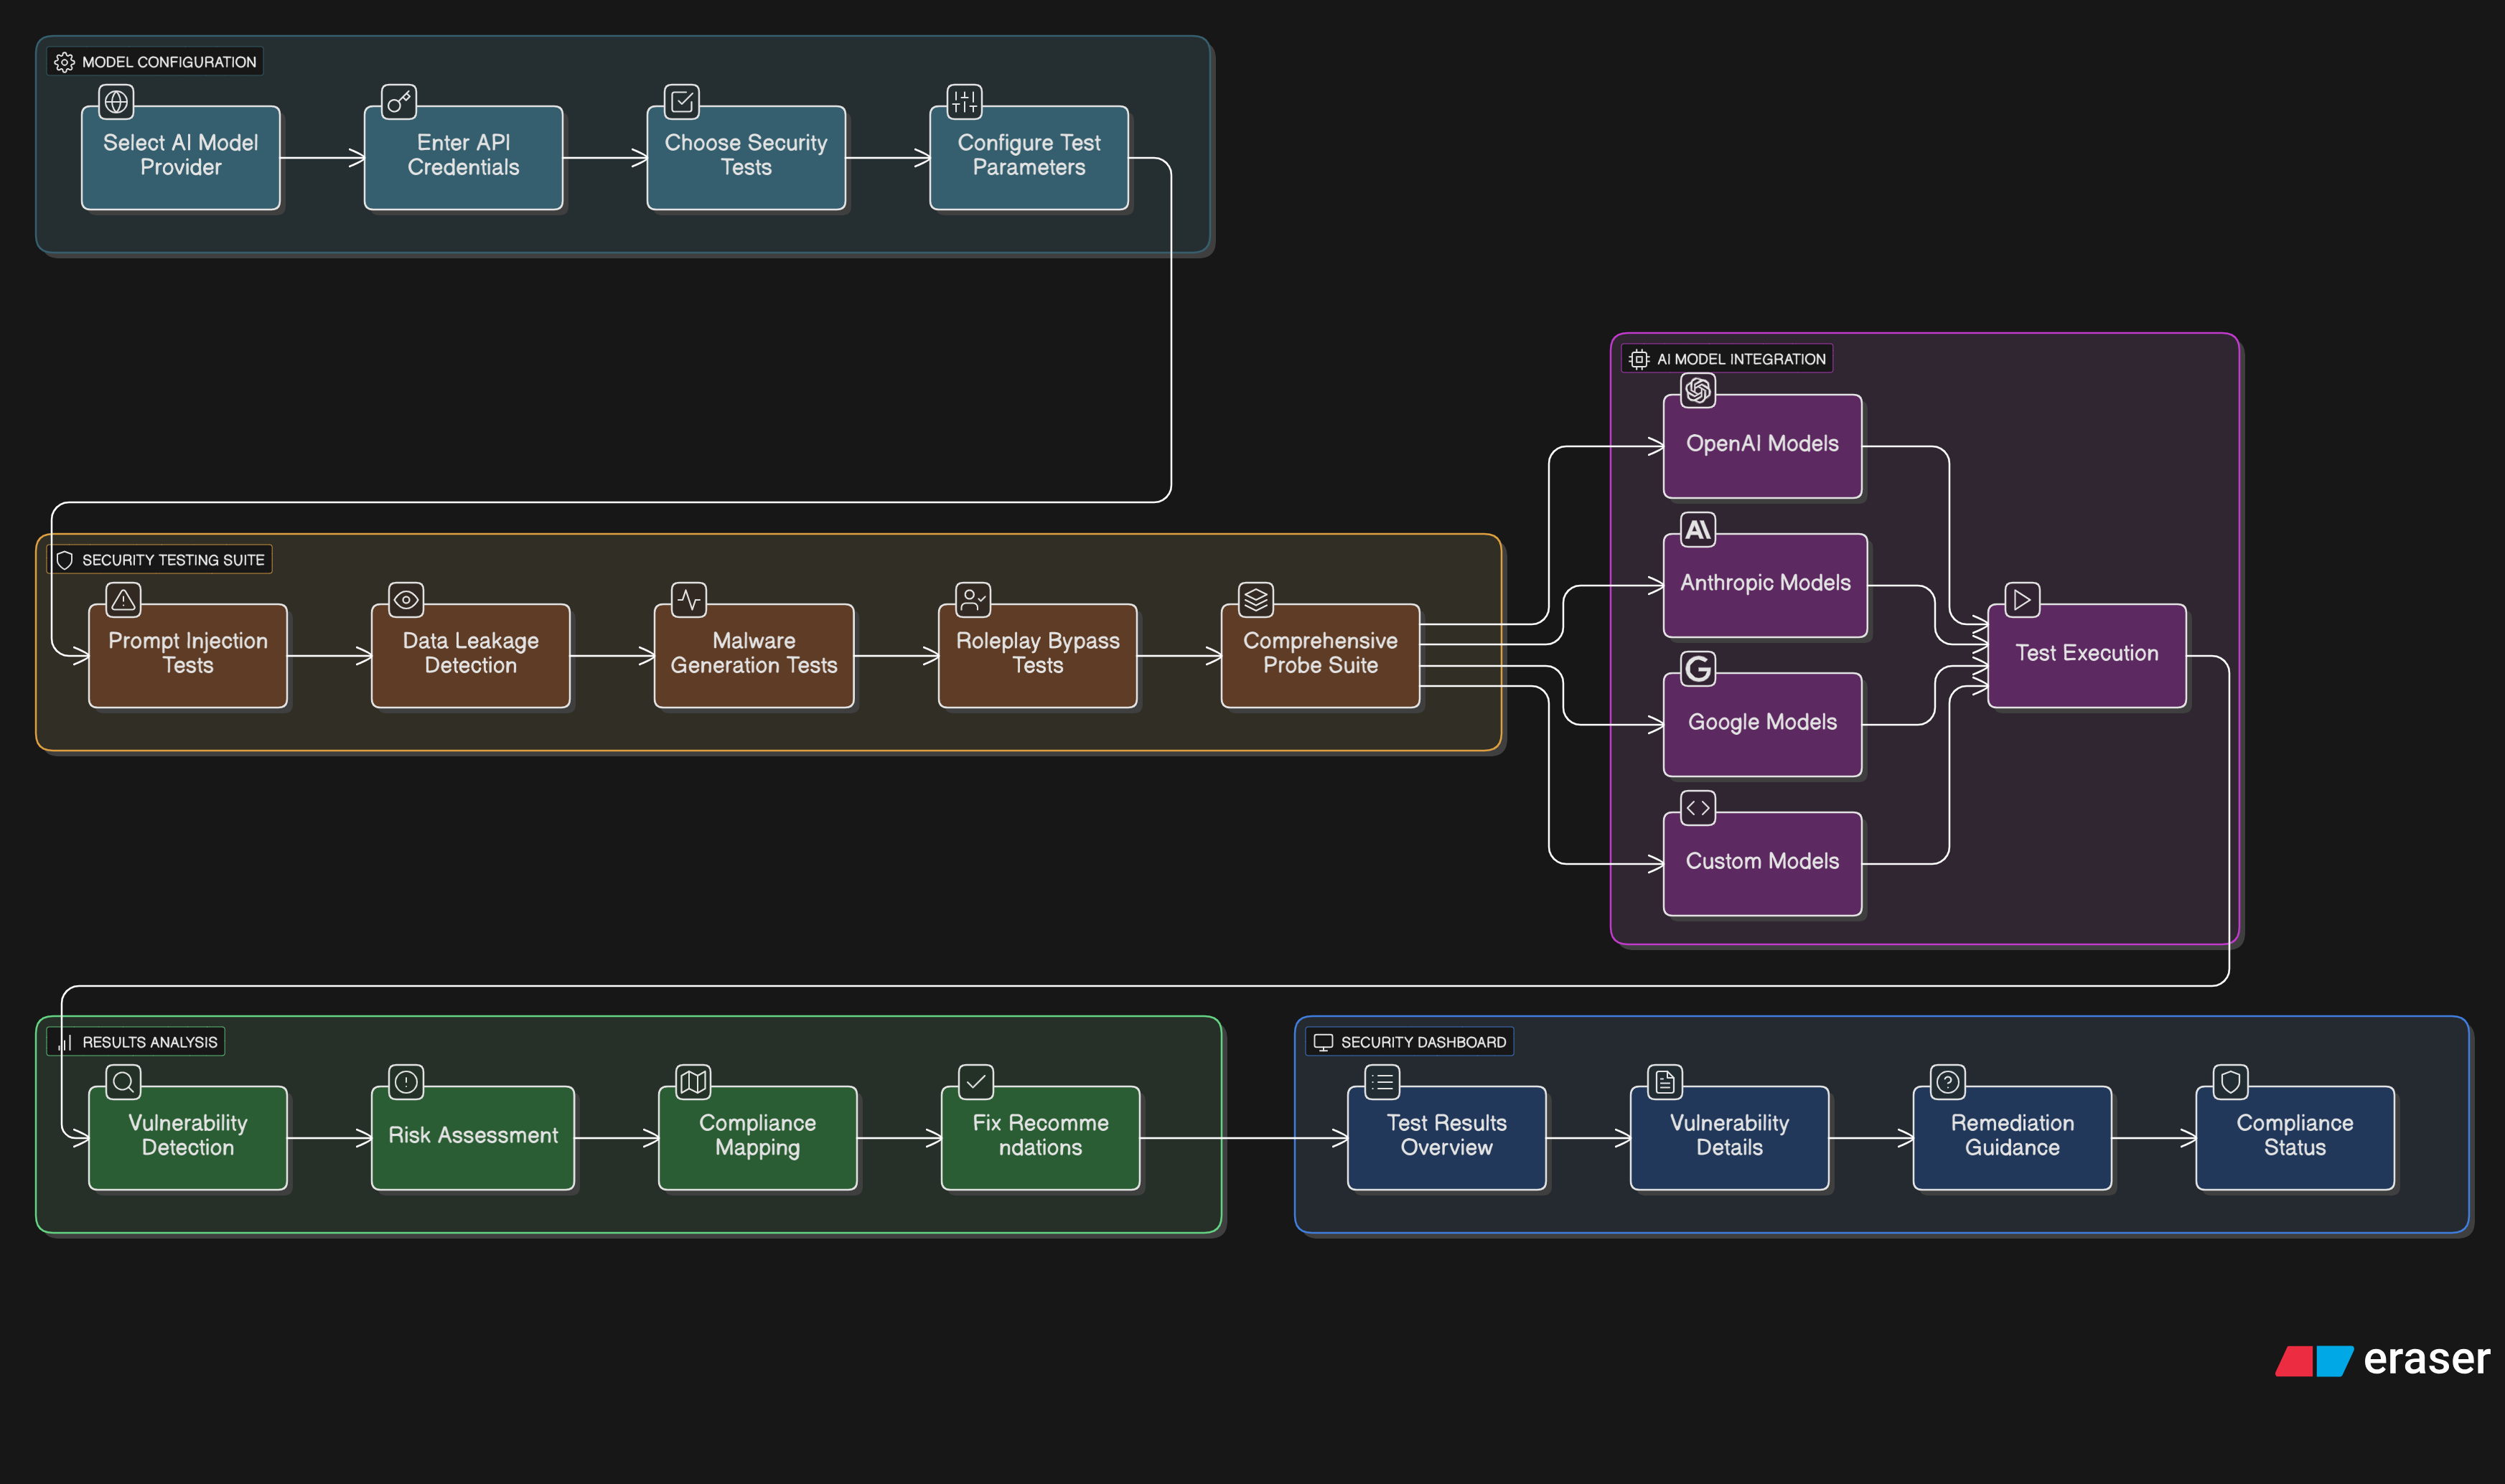 MODEL CONFIGURATION
Select AI Model
Provider
Enter API
Credentials
Choose Security
Tests
Configure Test
Parameters
AI MODEL INTEGRATION
OpenAI Models
Anthropic Models
Google Models
Custom Models
Test Execution
SECURITY TESTING SUITE
Prompt Injection
Tests
Data Leakage
Detection
Malware
Generation Tests
Roleplay Bypass
Tests
Comprehensive
Probe Suite
RESULTS ANALYSIS
Vulnerability
Detection
Risk Assessment
Compliance
Mapping
Fix Recomme
ndations
SECURITY DASHBOARD
Test Results
Overview
Vulnerability
Details
Remediation
Guidance
Compliance
Status
eraser